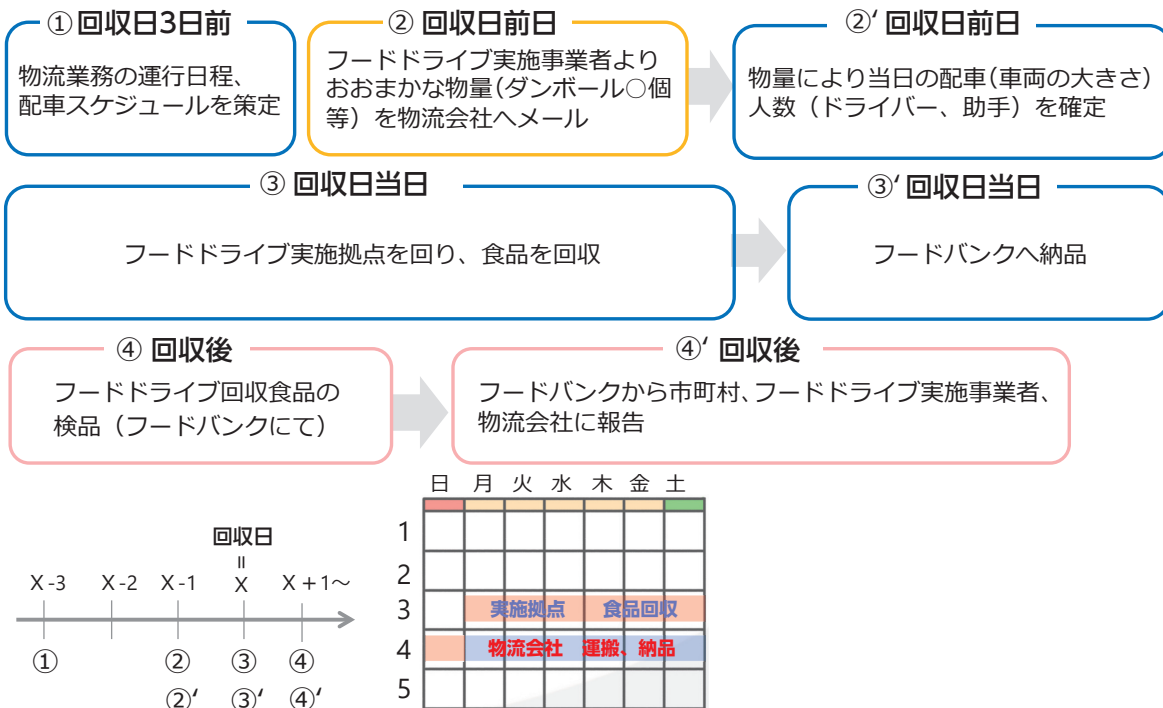 ① 回収日3日前
物流業務の運行日程、
配車スケジュールを策定
② 回収日前日
フードドライブ実施事業者より
おおまかな物量(ダンボール○個
等）を物流会社へメール
②‘ 回収日前日
物量により当日の配車(車両の大きさ)
人数（ドライバー、助手）を確定
③ 回収日当日
フードドライブ実施拠点を回り、食品を回収
③‘ 回収日当日
フードバンクへ納品
④ 回収後
フードドライブ回収食品の
検品（フードバンクにて）
④‘ 回収後
フードバンクから市町村、フードドライブ実施事業者、
物流会社に報告
回収日
=
X-3 X-2 X-1 X X+1～
① ② ③ ④
②‘ ③‘ ④‘
日 月 火 水 木 金 土
1
2
3 実施拠点 食品回収
4 物流会社 運搬、納品
5